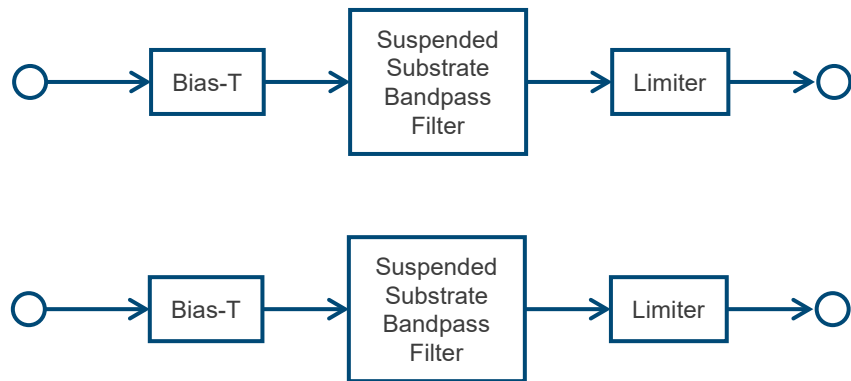 Bias-T
Suspended
Substrate
Bandpass
Filter
Limiter
Bias-T
Suspended
Substrate
Bandpass
Filter
Limiter